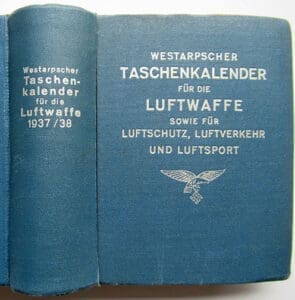 Westarpscher
Taschen-
kalender
für die
Luftwaffe
1937/38
WESTARPSCHER
TASCHENKALENDER
FÜR DIE
LUFTWAFFE
SOWIE FÜR
LUFTSCHUTZ, LUFTVERKEHR
UND LUFTSPORT